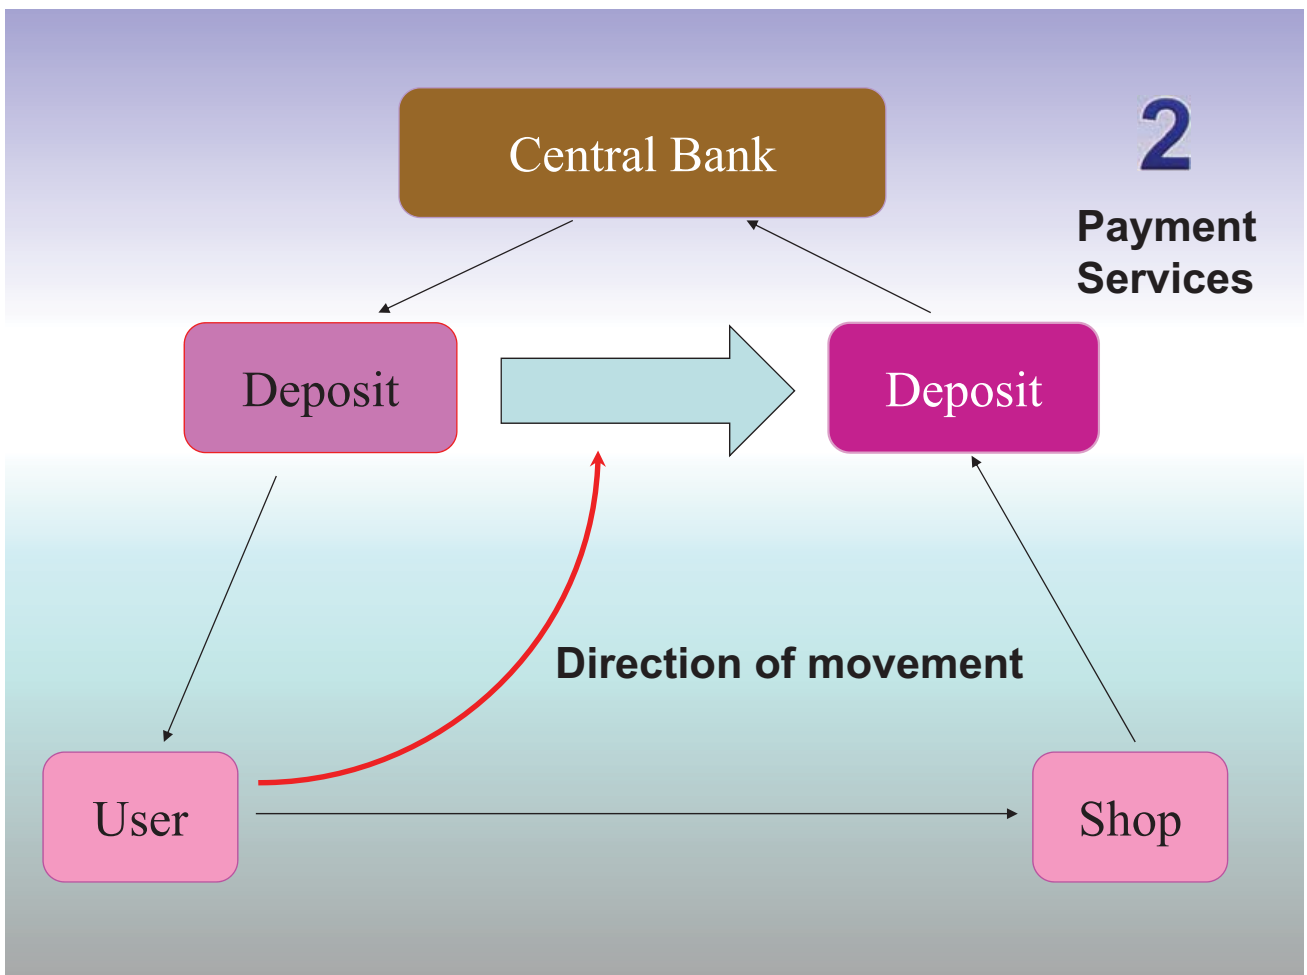 Central Bank
2
Payment
Services
Deposit
Deposit
Direction of movement
User
Shop